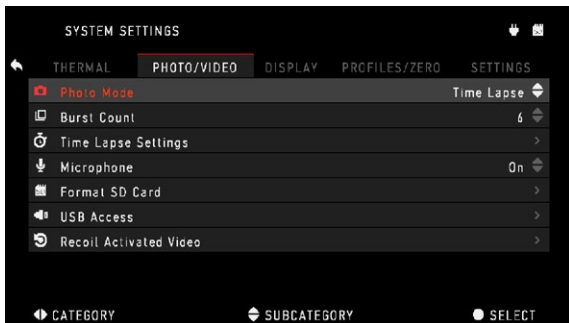 SYSTEM SETTINGS
THERMAL PHOTO/VIDEO DISPLAY PROFILES/ZERO SETTINGS
Photo Mode Time Lapse
Burst Count 6
Time Lapse Settings
Microphone On
Format SD Card
USB Access
Recoil Activated Video
CATEGORY SUBCATEGORY SELECT